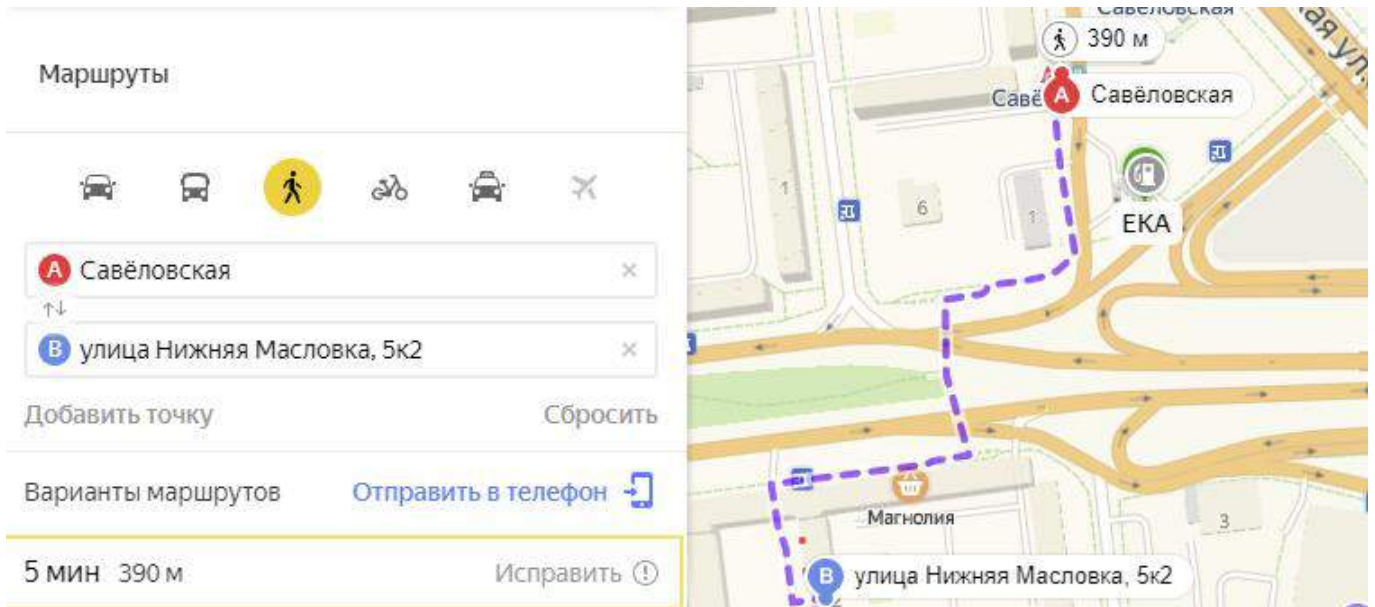 Маршруты
A Савёловская
B улица Нижняя Масловка, 5к2
Добавить точку Сбросить
Варианты маршрутов Отправить в телефон
5 мин 390 м Исправить
Савеловская
390 м
Савё A Савёловская
1
6
1
ЕКА
Магнолия
3
B улица Нижняя Масловка, 5к2